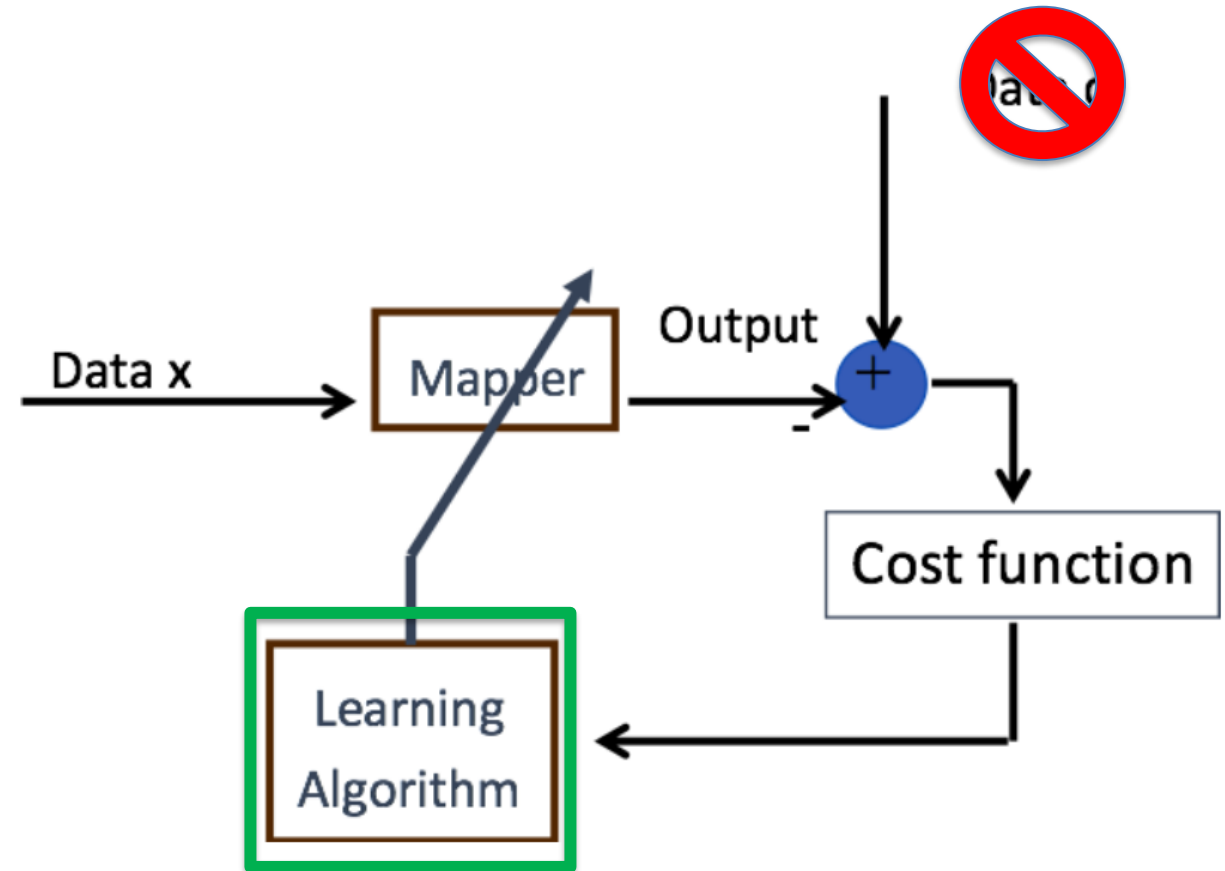 Output
+
Data x
Mapper
-
Cost function
Learning
Algorithm